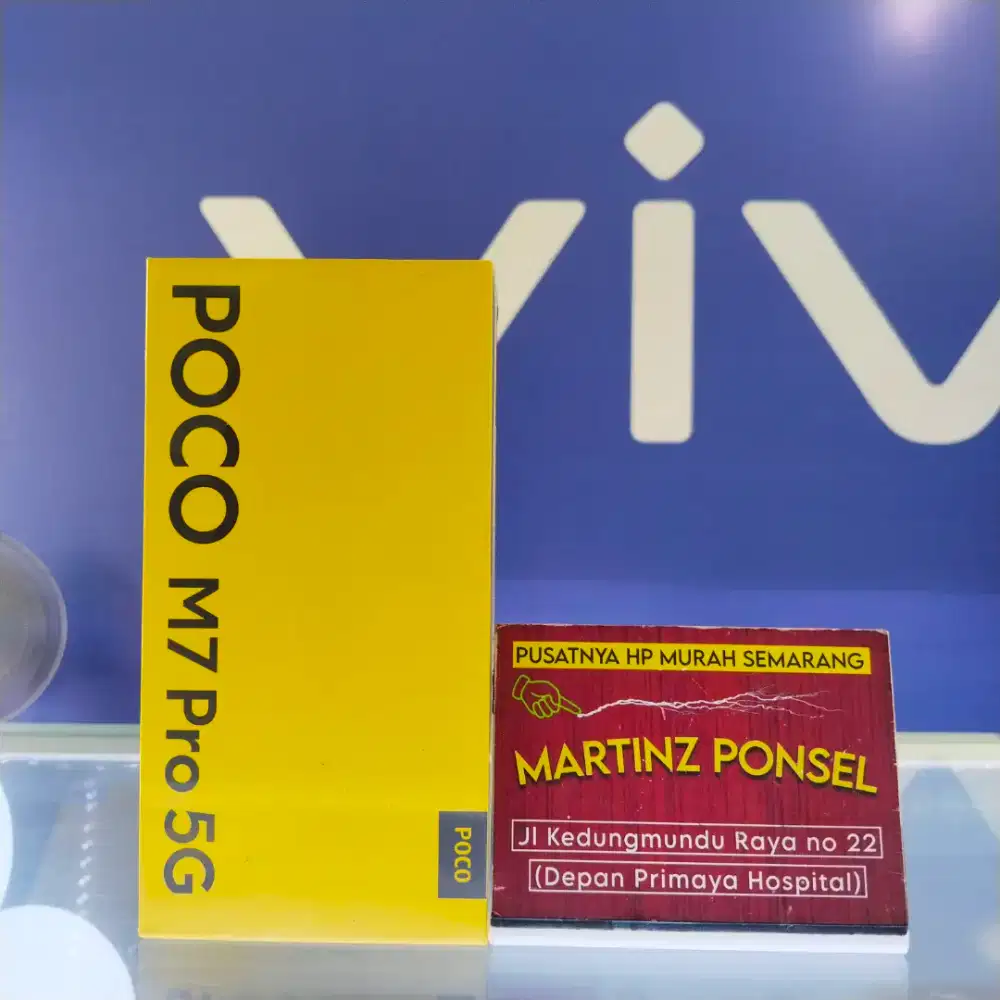 viv
POCO M7 Pro 5G
POCO
PUSATNYA HP MURAH SEMARANG
MARTINZ PONSEL
Jl Kedungmundu Raya no 22
(Depan Primaya Hospital)